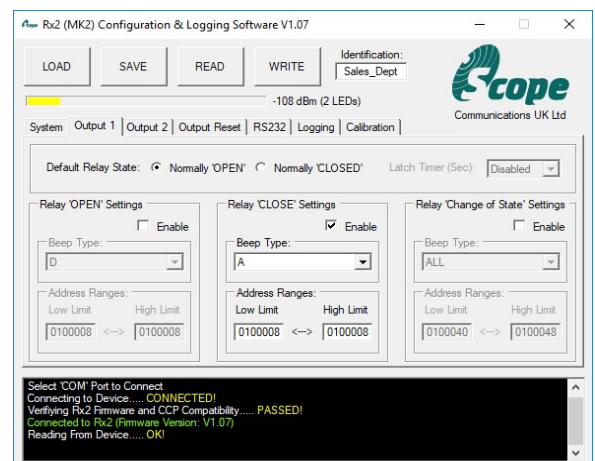 Rx2 (MK2) Configuration & Logging Software V1.07
LOAD SAVE READ WRITE
Identification:
Sales_Dept
-108 dBm (2 LEDs)
Scope
Communications UK Ltd
System Output 1 Output 2 Output Reset RS232 Logging Calibration
Default Relay State: Normally 'OPEN' Normally 'CLOSED' Latch Timer (Sec): Disabled
Relay 'OPEN' Settings Relay 'CLOSE' Settings Relay 'Change of State' Settings
Enable Enable Enable
Beep Type: Beep Type: Beep Type:
D A ALL
Address Ranges: Address Ranges: Address Ranges:
Low Limit High Limit Low Limit High Limit Low Limit High Limit
0100008 <--> 0100008 0100008 <--> 0100008 0100040 <--> 0100048
Select 'COM' Port to Connect
Connecting to Device..... CONNECTED!
Verifiying Rx2 Firmware and CCP Compatibility..... PASSED!
Connected to Rx2 (Firmware Version: V1.07)
Reading From Device..... OK!